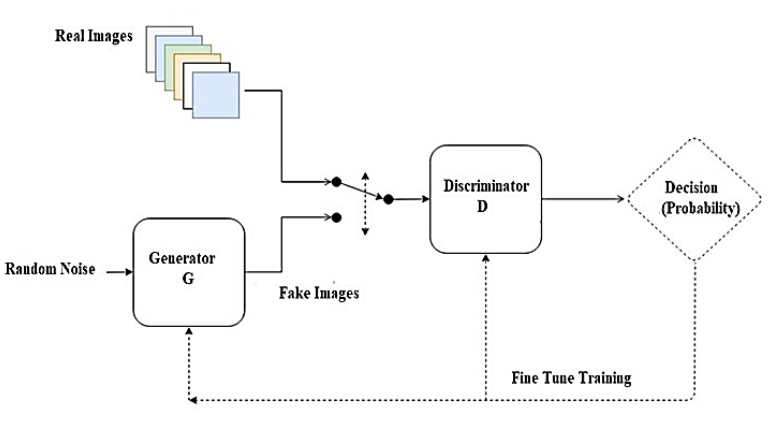 Real Images
Discriminator
D
Decision
(Probability)
Generator
G
Random Noise
Fake Images
Fine Tune Training